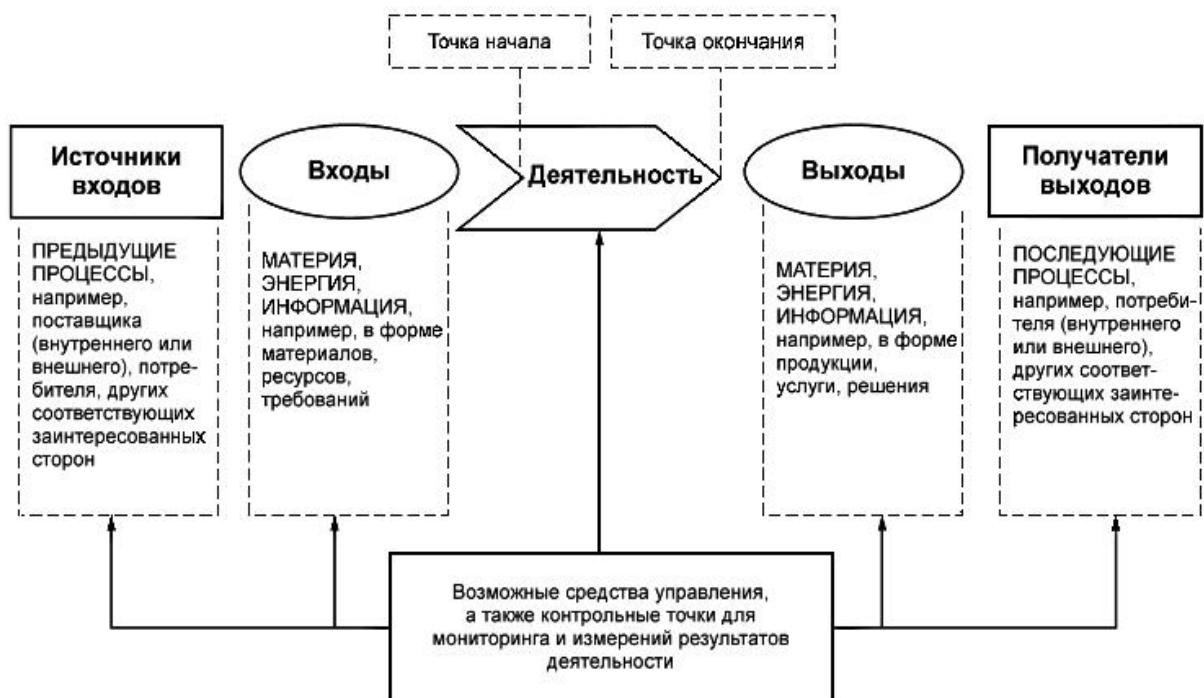 Точка начала
Точка окончания
Источники
входов
Входы
Деятельность
Выходы
Получатели
выходов
ПРЕДЫДУЩИЕ
ПРОЦЕССЫ,
например,
поставщика
(внутреннего или
внешнего), потре-
бителя, других
соответствующих
заинтересованных
сторон
МАТЕРИЯ,
ЭНЕРГИЯ,
ИНФОРМАЦИЯ,
например, в форме
материалов,
ресурсов,
требований
МАТЕРИЯ,
ЭНЕРГИЯ,
ИНФОРМАЦИЯ,
например, в форме
продукции,
услуги, решения
ПОСЛЕДУЮЩИЕ
ПРОЦЕССЫ,
например, потреби-
теля (внутреннего
или внешнего),
других соответ-
ствующих заинте-
ресованных сторон
Возможные средства управления,
а также контрольные точки для
мониторинга и измерений результатов
деятельности